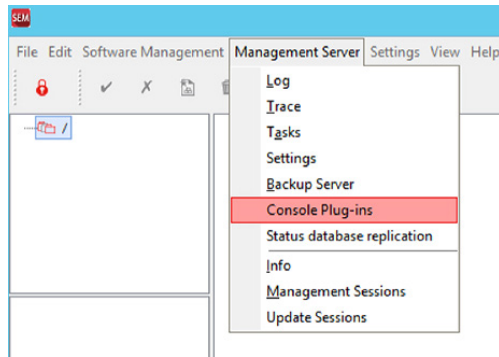 SEM
File Edit Software Management Management Server Settings View Help
/
Log
Trace
Tasks
Settings
Backup Server
Console Plug-ins
Status database replication
Info
Management Sessions
Update Sessions